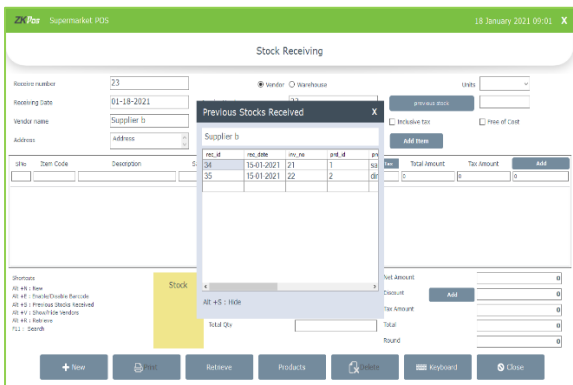 ZKPos Supermarket POS 18 January 2021 09:01 X
Stock Receiving
Receive number 23 Vendor Warehouse Units
Receiving Date 01-18-2021 previous stock
Vendor name Supplier b Inclusive tax Free of Cost
Address Address Add Item
Previous Stocks Received X
Supplier b
rec_id rec_date inv_no prd_id
34 15-01-2021 21 1 sa
35 15-01-2021 22 2 din
Alt +S : Hide
SNo Item Code Description Total Amount Tax Amount Add
0 0 0
Shortcuts
Alt +N : New
Alt +B : Enable/Disable Barcode
Alt +S : Previous Stocks Received
Alt +V : Show/Hide Vendors
Alt +R : Retrieve
F11 : Search
Stock
Total Qty
Net Amount 0
Discount Add 0
Tax Amount 0
Total 0
Round 0
New Post Retrieve Products Delete Keyboard Close